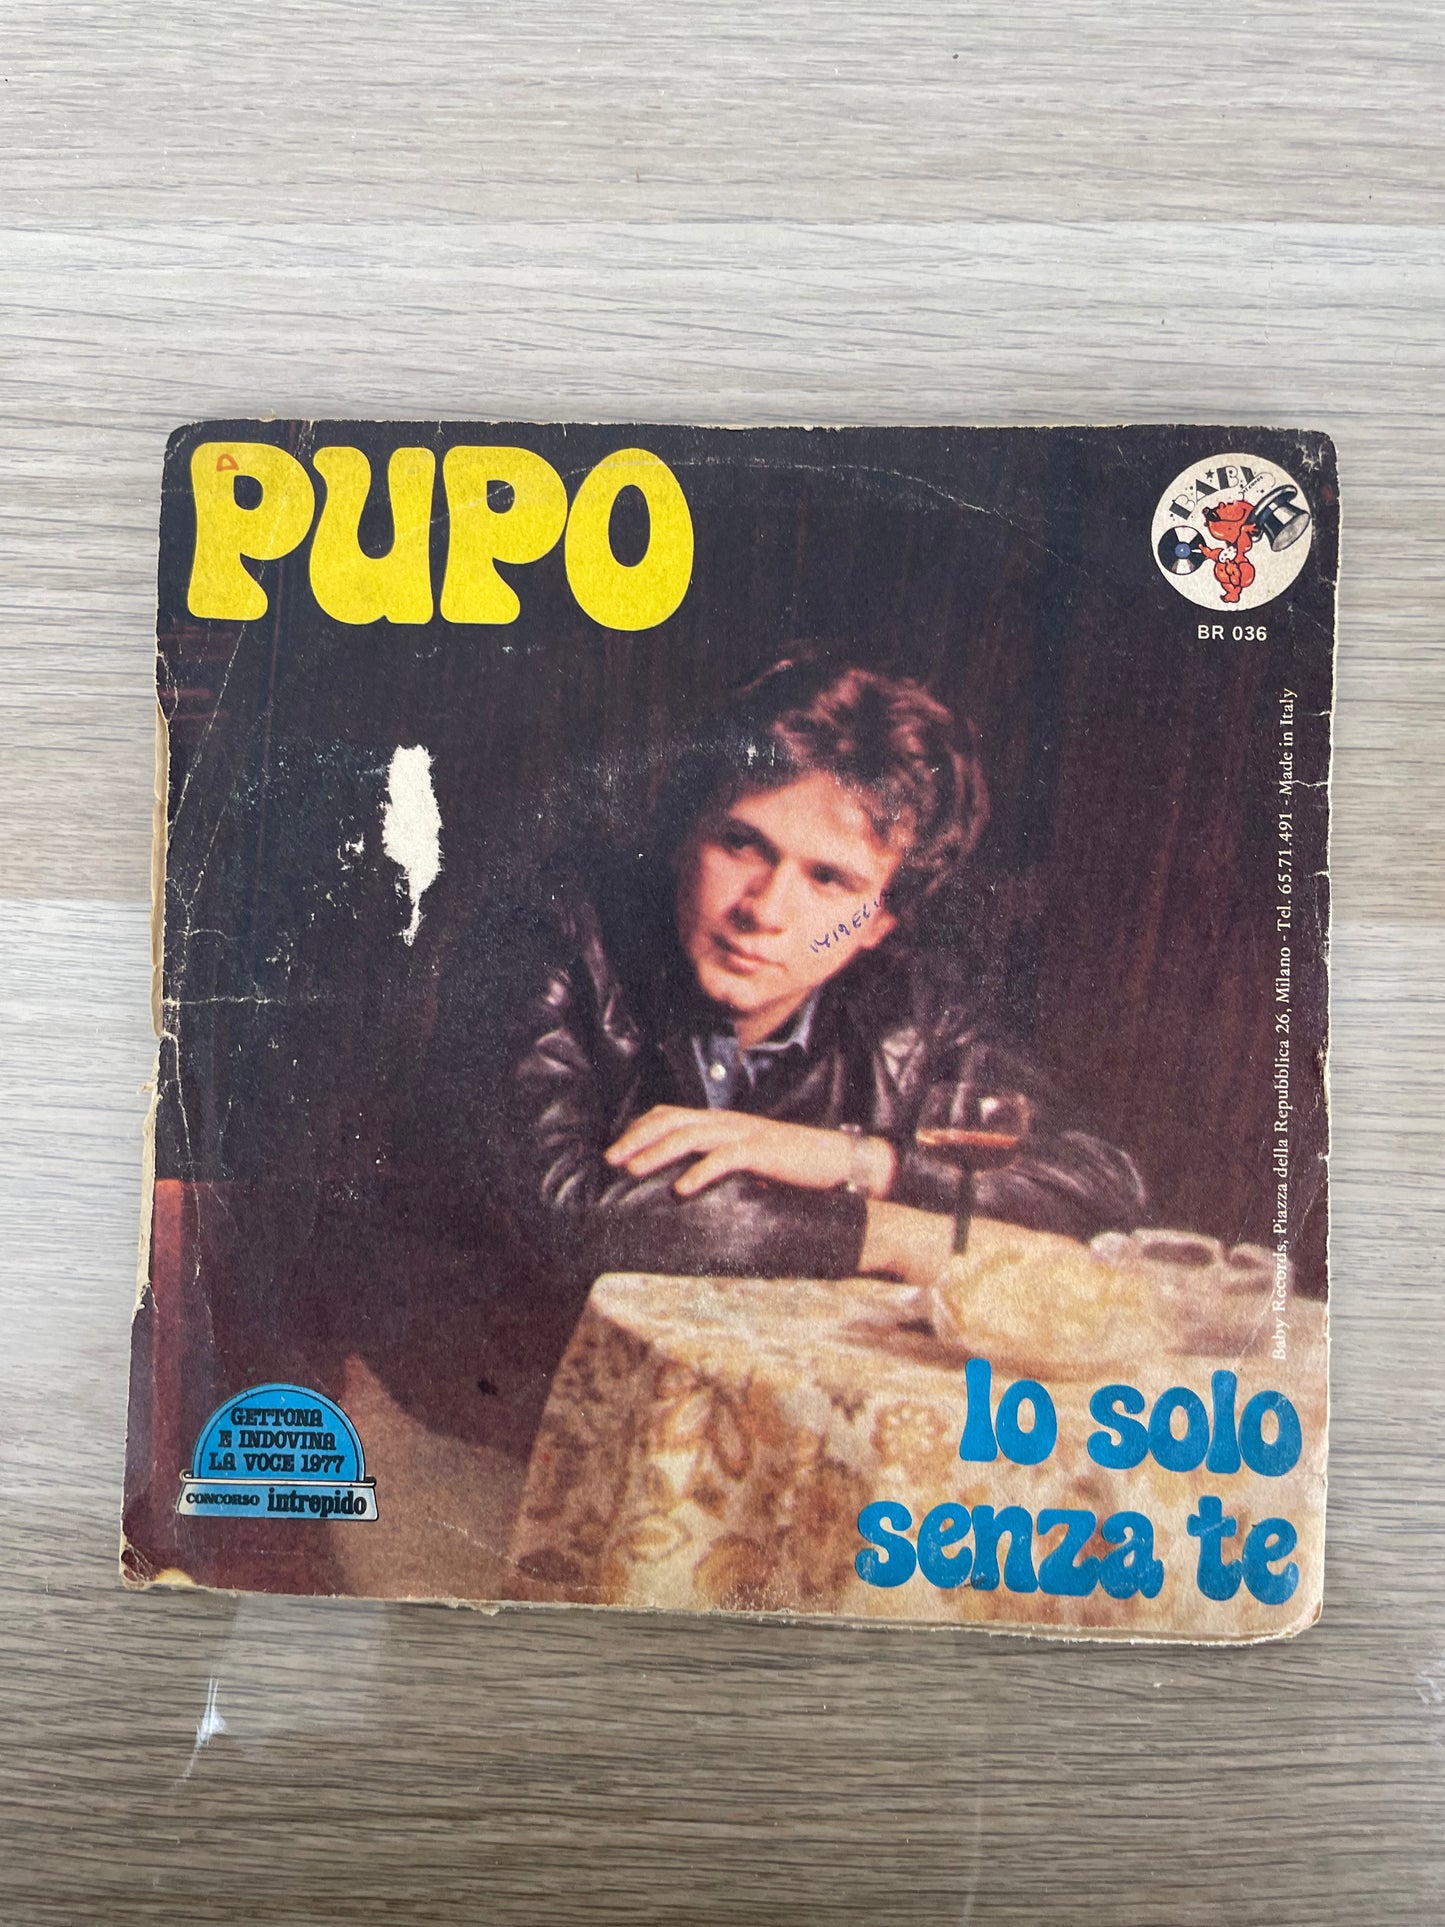 PUPO
BABY
RECORDS
BR 036
Baby Records, Piazza della Repubblica 26, Milano - Tel. 65.71.491 - Made in Italy
GETTONA
E INDOVINA
LA VOCE 1977
CONCORSO intrepido
Io solo
senza te